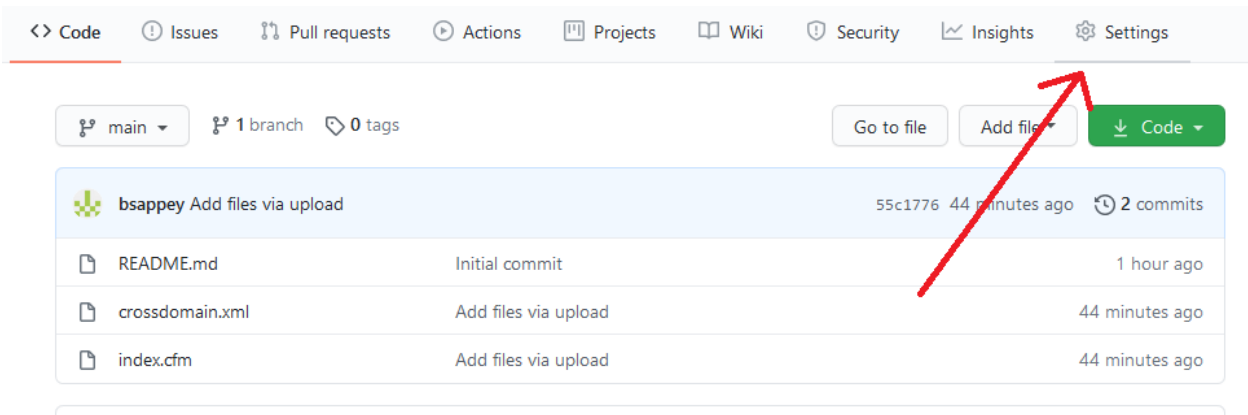 Code Issues Pull requests Actions Projects Wiki Security Insights Settings
main 1 branch 0 tags Go to file Add file Code
bsappey Add files via upload 55c1776 44 minutes ago 2 commits
README.md Initial commit 1 hour ago
crossdomain.xml Add files via upload 44 minutes ago
index.cfm Add files via upload 44 minutes ago